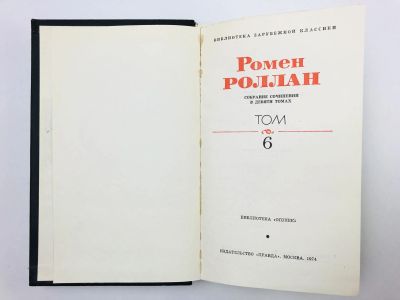 БИБЛИОТЕКА ЗАРУБЕЖНОЙ КЛАССИКИ
Ромен
РОЛЛАН
СОБРАНИЕ СОЧИНЕНИЙ
В ДЕВЯТИ ТОМАХ
ТОМ
6
БИБЛИОТЕКА «ОГОНЕК»
ИЗДАТЕЛЬСТВО «ПРАВДА». МОСКВА. 1974